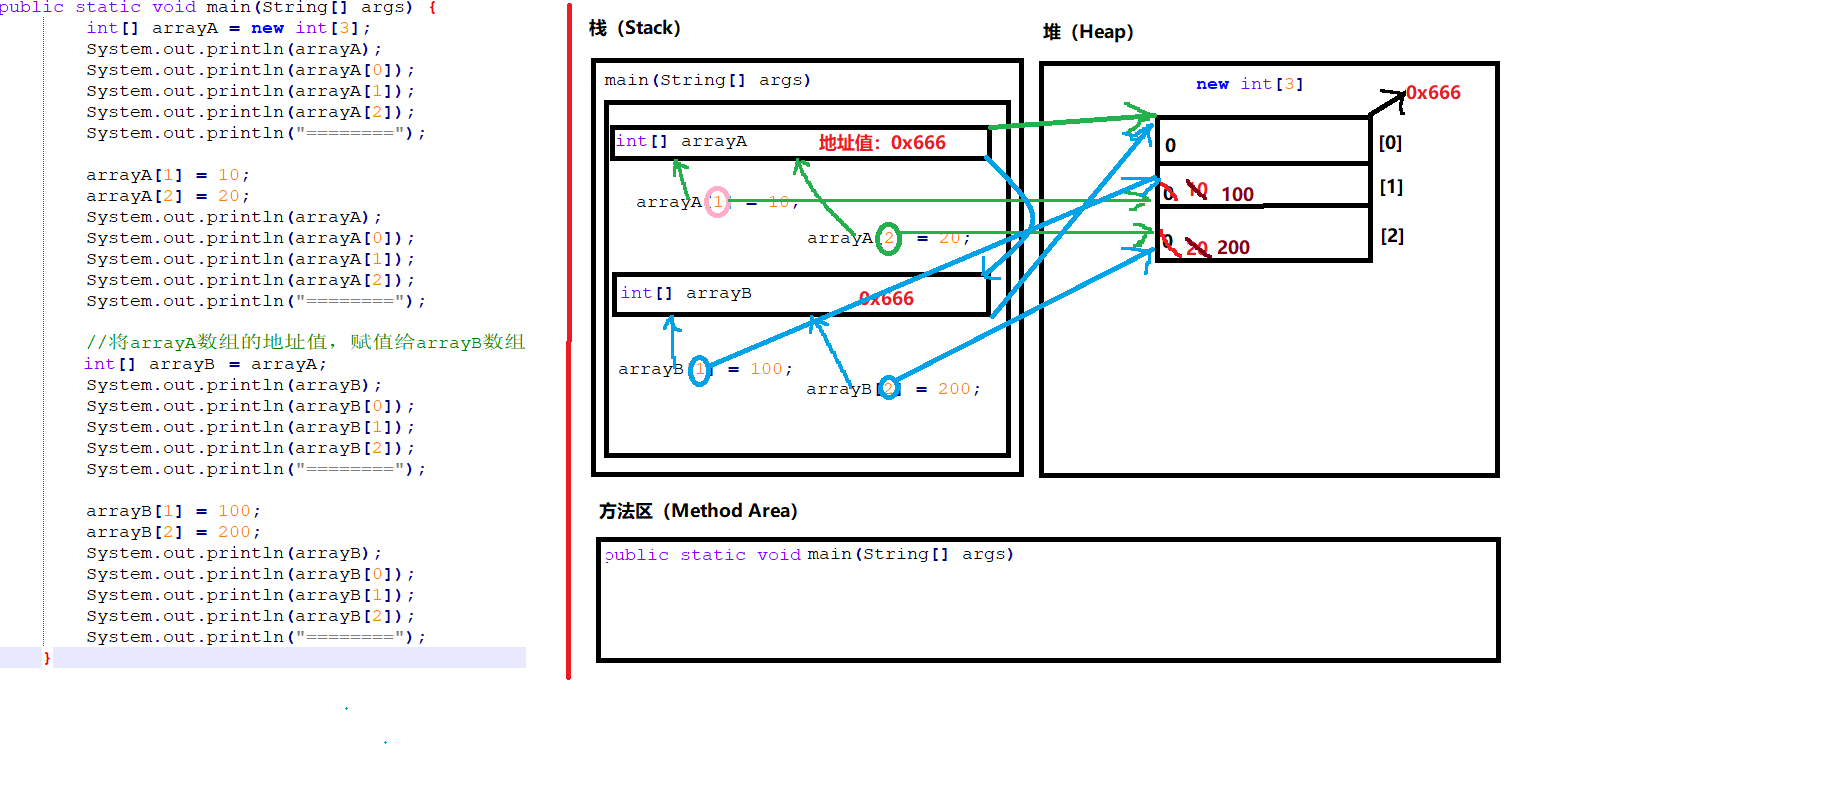 public static void main(String[] args) {
int[] arrayA = new int[3];
System.out.println(arrayA);
System.out.println(arrayA[0]);
System.out.println(arrayA[1]);
System.out.println(arrayA[2]);
System.out.println("========");
arrayA[1] = 10;
arrayA[2] = 20;
System.out.println(arrayA);
System.out.println(arrayA[0]);
System.out.println(arrayA[1]);
System.out.println(arrayA[2]);
System.out.println("========");
//将arrayA数组的地址值，赋值给arrayB数组
int[] arrayB = arrayA;
System.out.println(arrayB);
System.out.println(arrayB[0]);
System.out.println(arrayB[1]);
System.out.println(arrayB[2]);
System.out.println("========");
arrayB[1] = 100;
arrayB[2] = 200;
System.out.println(arrayB);
System.out.println(arrayB[0]);
System.out.println(arrayB[1]);
System.out.println(arrayB[2]);
System.out.println("========");
}
栈（Stack）
main(String[] args)
int[] arrayA 地址值：0x666
arrayA[1] = 10;
arrayA[2] = 20;
int[] arrayB 0x666
arrayB[1] = 100;
arrayB[2] = 200;
堆（Heap）
new int[3]
0x666
0 [0]
0 10 100 [1]
0 20 200 [2]
方法区（Method Area）
public static void main(String[] args)